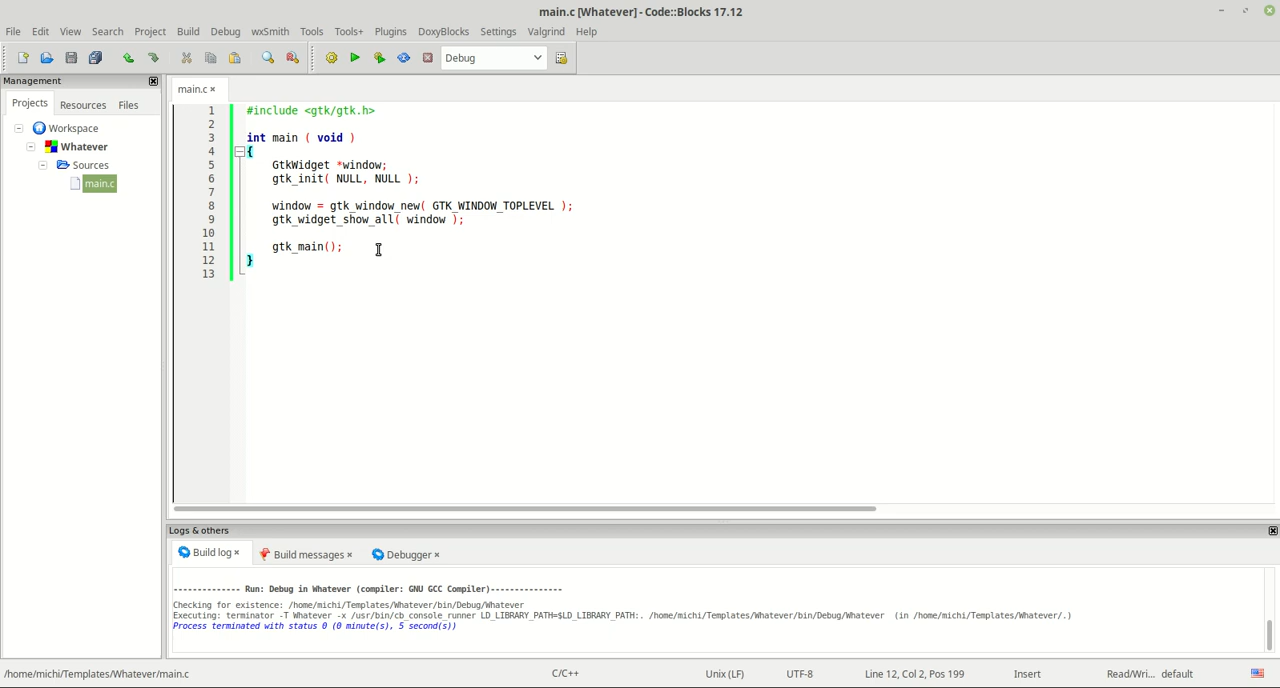 main.c [Whatever] - Code::Blocks 17.12
File Edit View Search Project Build Debug wxSmith Tools Tools+ Plugins DoxyBlocks Settings Valgrind Help
Debug
Management
Projects Resources Files
Workspace
Whatever
Sources
main.c
main.c ×
1 #include <gtk/gtk.h>
2
3 int main ( void )
4 {
5 GtkWidget *window;
6 gtk_init( NULL, NULL );
7
8 window = gtk_window_new( GTK_WINDOW_TOPLEVEL );
9 gtk_widget_show_all( window );
10
11 gtk_main();
12 }
13
Logs & others
Build log × Build messages × Debugger ×
-------------- Run: Debug in Whatever (compiler: GNU GCC Compiler)---------------
Checking for existence: /home/michi/Templates/Whatever/bin/Debug/Whatever
Executing: terminator -T Whatever -x /usr/bin/cb_console_runner LD_LIBRARY_PATH=$LD_LIBRARY_PATH:. /home/michi/Templates/Whatever/bin/Debug/Whatever (in /home/michi/Templates/Whatever/.)
Process terminated with status 0 (0 minute(s), 5 second(s))
/home/michi/Templates/Whatever/main.c C/C++ Unix (LF) UTF-8 Line 12, Col 2, Pos 199 Insert Read/Wri... default